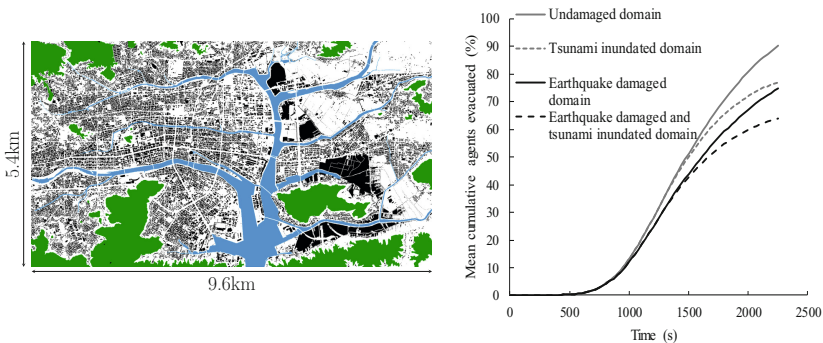 5.4km
9.6km
Mean cumulative agents evacuated (%)
100
90
80
70
60
50
40
30
20
10
0
Undamaged domain
Tsunami inundated domain
Earthquake damaged
domain
Earthquake damaged and
tsunami inundated domain
0 500 1000 1500 2000 2500
Time (s)